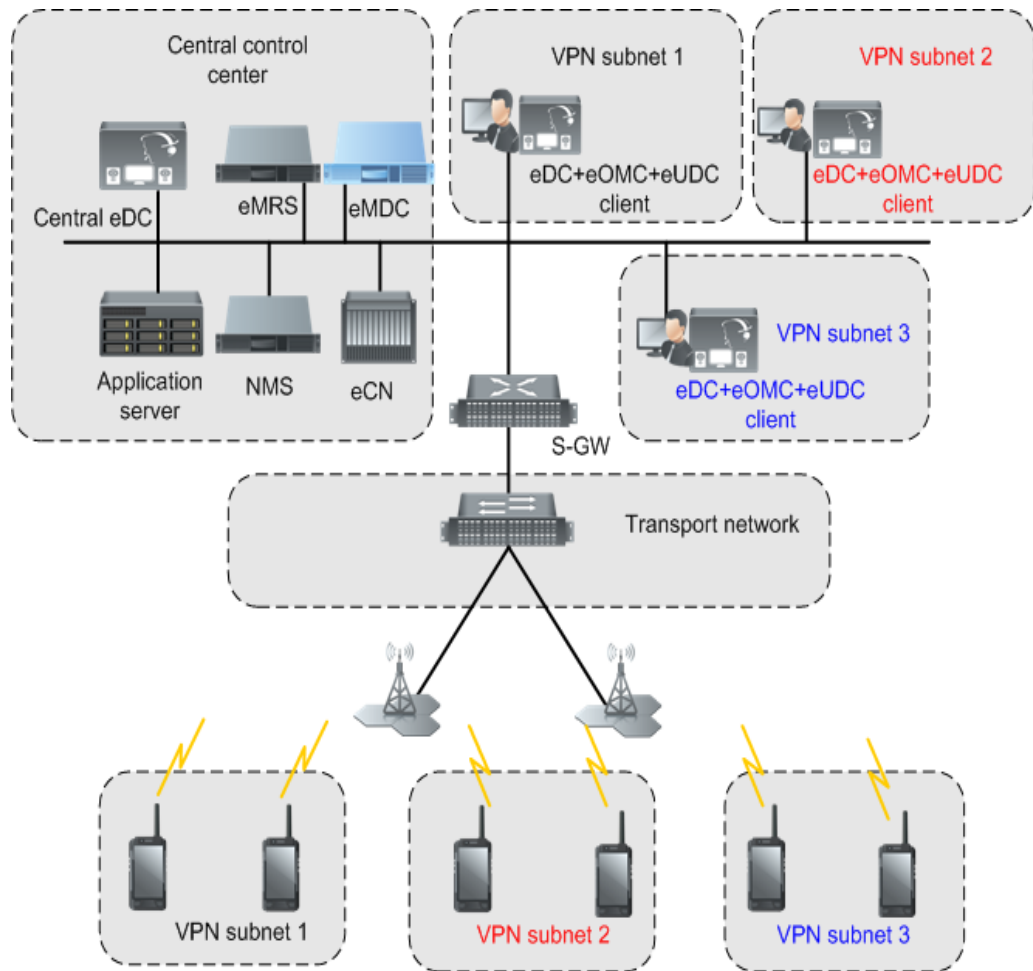 Central control
center
VPN subnet 1
VPN subnet 2
eDC+eOMC+eUDC
client
eDC+eOMC+eUDC
client
Central eDC
eMRS
eMDC
VPN subnet 3
eDC+eOMC+eUDC
client
Application
server
NMS
eCN
S-GW
Transport network
VPN subnet 1
VPN subnet 2
VPN subnet 3